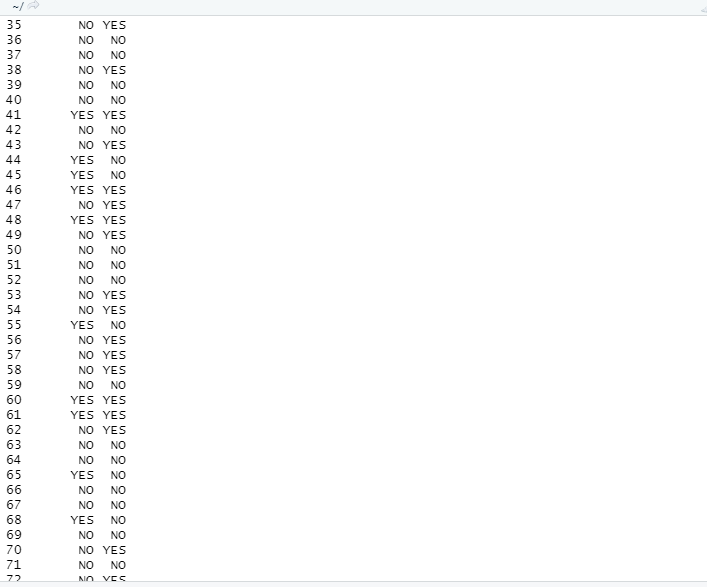 ~/
35 NO YES
36 NO NO
37 NO NO
38 NO YES
39 NO NO
40 NO NO
41 YES YES
42 NO NO
43 NO YES
44 YES NO
45 YES NO
46 YES YES
47 NO YES
48 YES YES
49 NO YES
50 NO NO
51 NO NO
52 NO NO
53 NO YES
54 NO YES
55 YES NO
56 NO YES
57 NO YES
58 NO YES
59 NO NO
60 YES YES
61 YES YES
62 NO YES
63 NO NO
64 NO NO
65 YES NO
66 NO NO
67 NO NO
68 YES NO
69 NO NO
70 NO YES
71 NO NO
72 NO YES